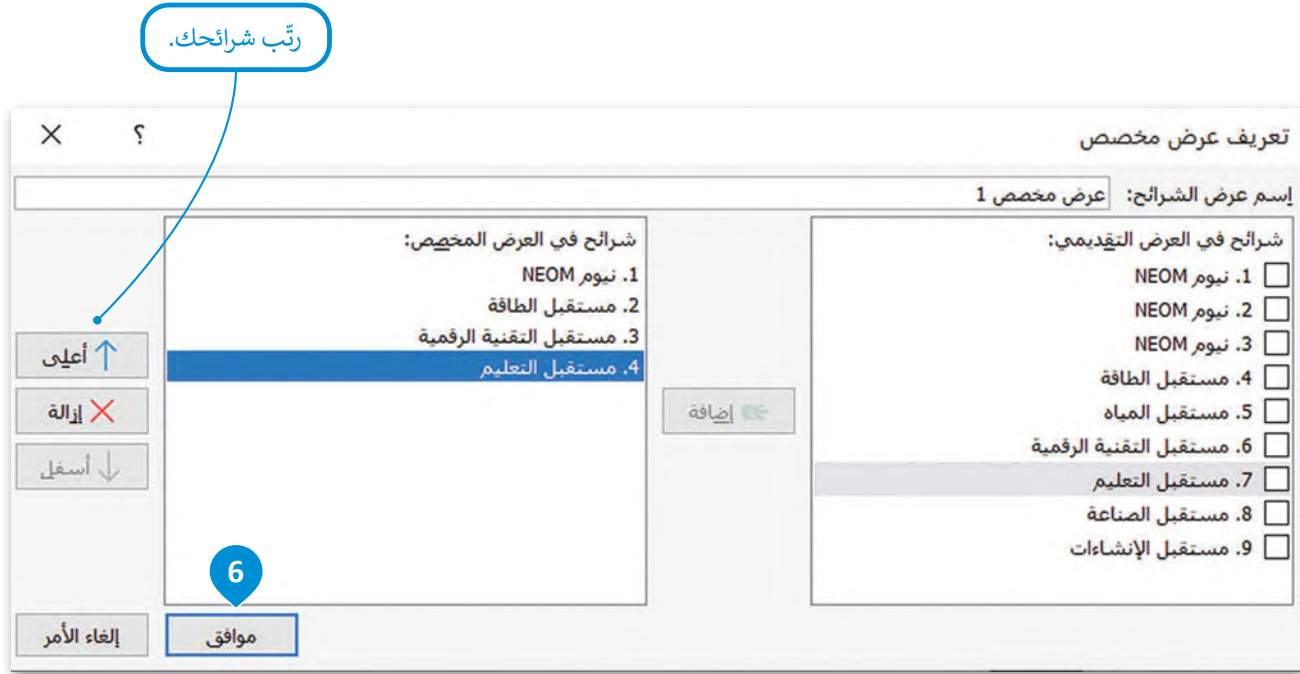 رتّب شرائحك.
تعريف عرض مخصص
؟
إسم عرض الشرائح: عرض مخصص 1
شرائح في العرض التقديمي:
1. نيوم NEOM
2. نيوم NEOM
3. نيوم NEOM
4. مستقبل الطاقة
5. مستقبل المياه
6. مستقبل التقنية الرقمية
7. مستقبل التعليم
8. مستقبل الصناعة
9. مستقبل الإنشاءات
إضافة
شرائح في العرض المخصص:
1. نيوم NEOM
2. مستقبل الطاقة
3. مستقبل التقنية الرقمية
4. مستقبل التعليم
أعلى
إزالة
أسفل
6
موافق
إلغاء الأمر